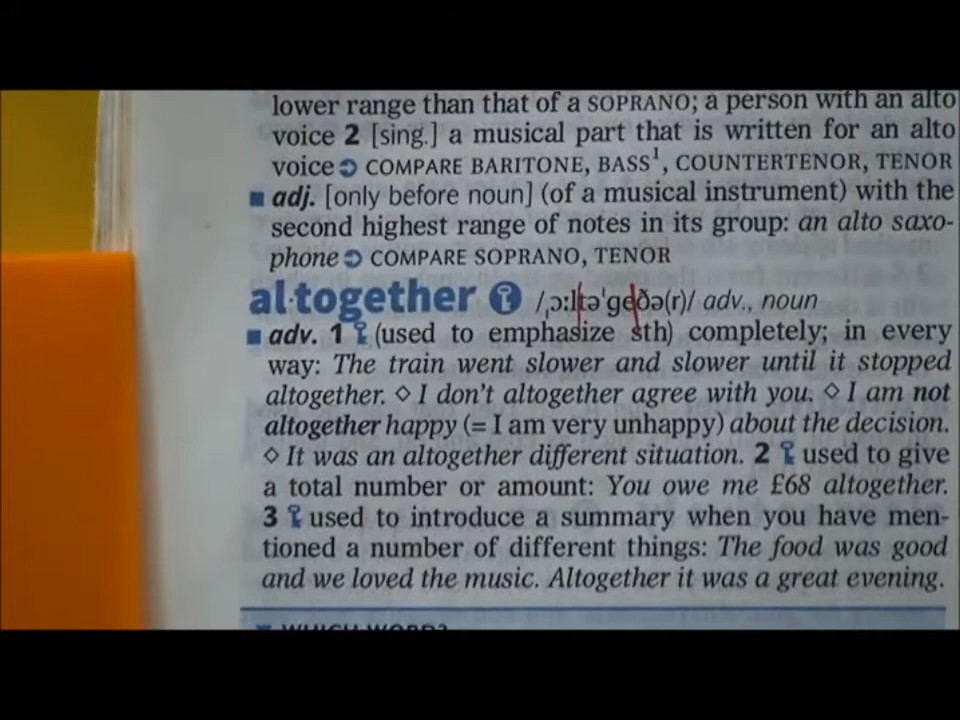 lower range than that of a SOPRANO; a person with an alto
voice 2 [sing.] a musical part that is written for an alto
voice ➲ COMPARE BARITONE, BASS¹, COUNTERTENOR, TENOR
■ adj. [only before noun] (of a musical instrument) with the
second highest range of notes in its group: an alto saxo-
phone ➲ COMPARE SOPRANO, TENOR
al·together /ˌɔːltəˈɡeðə(r)/ adv., noun
■ adv. 1 (used to emphasize sth) completely; in every
way: The train went slower and slower until it stopped
altogether. ◇ I don't altogether agree with you. ◇ I am not
altogether happy (= I am very unhappy) about the decision.
◇ It was an altogether different situation. 2 used to give
a total number or amount: You owe me £68 altogether.
3 used to introduce a summary when you have men-
tioned a number of different things: The food was good
and we loved the music. Altogether it was a great evening.
WHICH WORD?